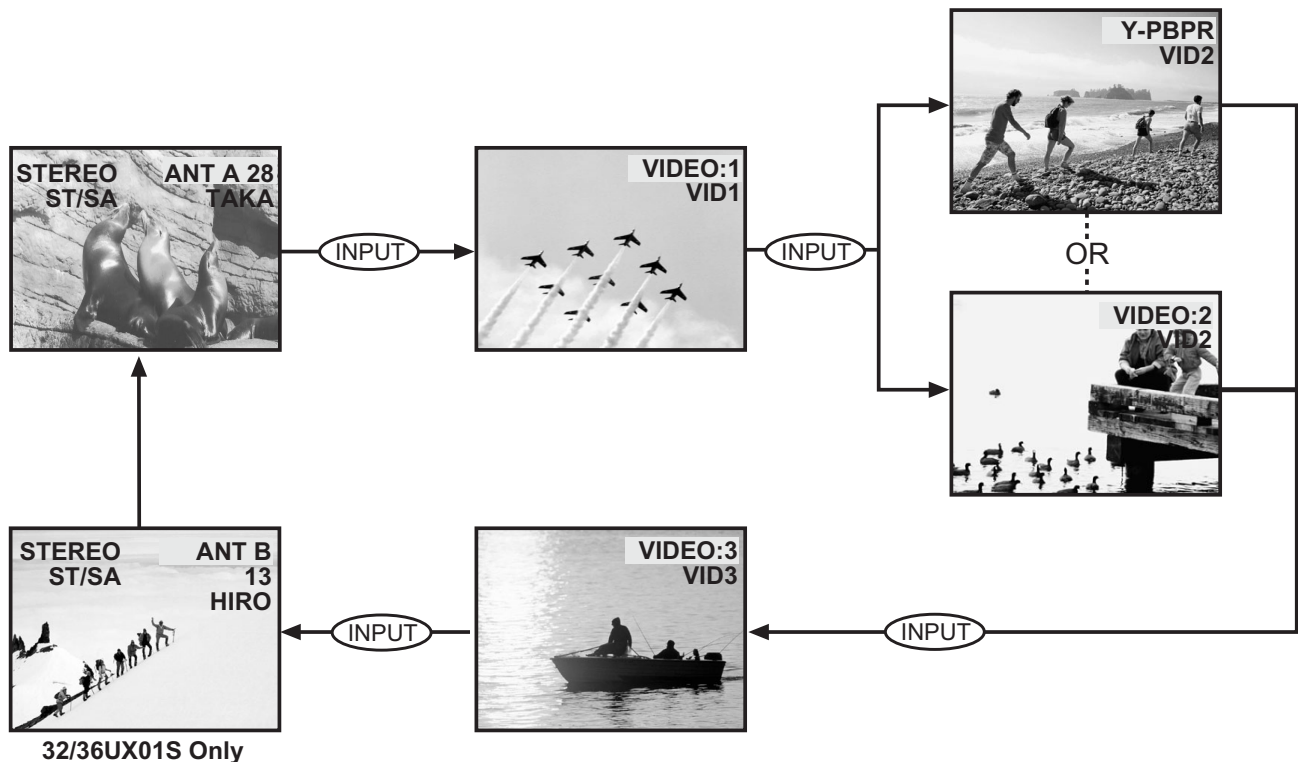 Y-PBPR
VID2
STEREO
ST/SA
ANT A 28
TAKA
INPUT
VIDEO:1
VID1
INPUT
OR
VIDEO:2
VID2
STEREO
ST/SA
ANT B
13
HIRO
INPUT
VIDEO:3
VID3
INPUT
32/36UX01S Only